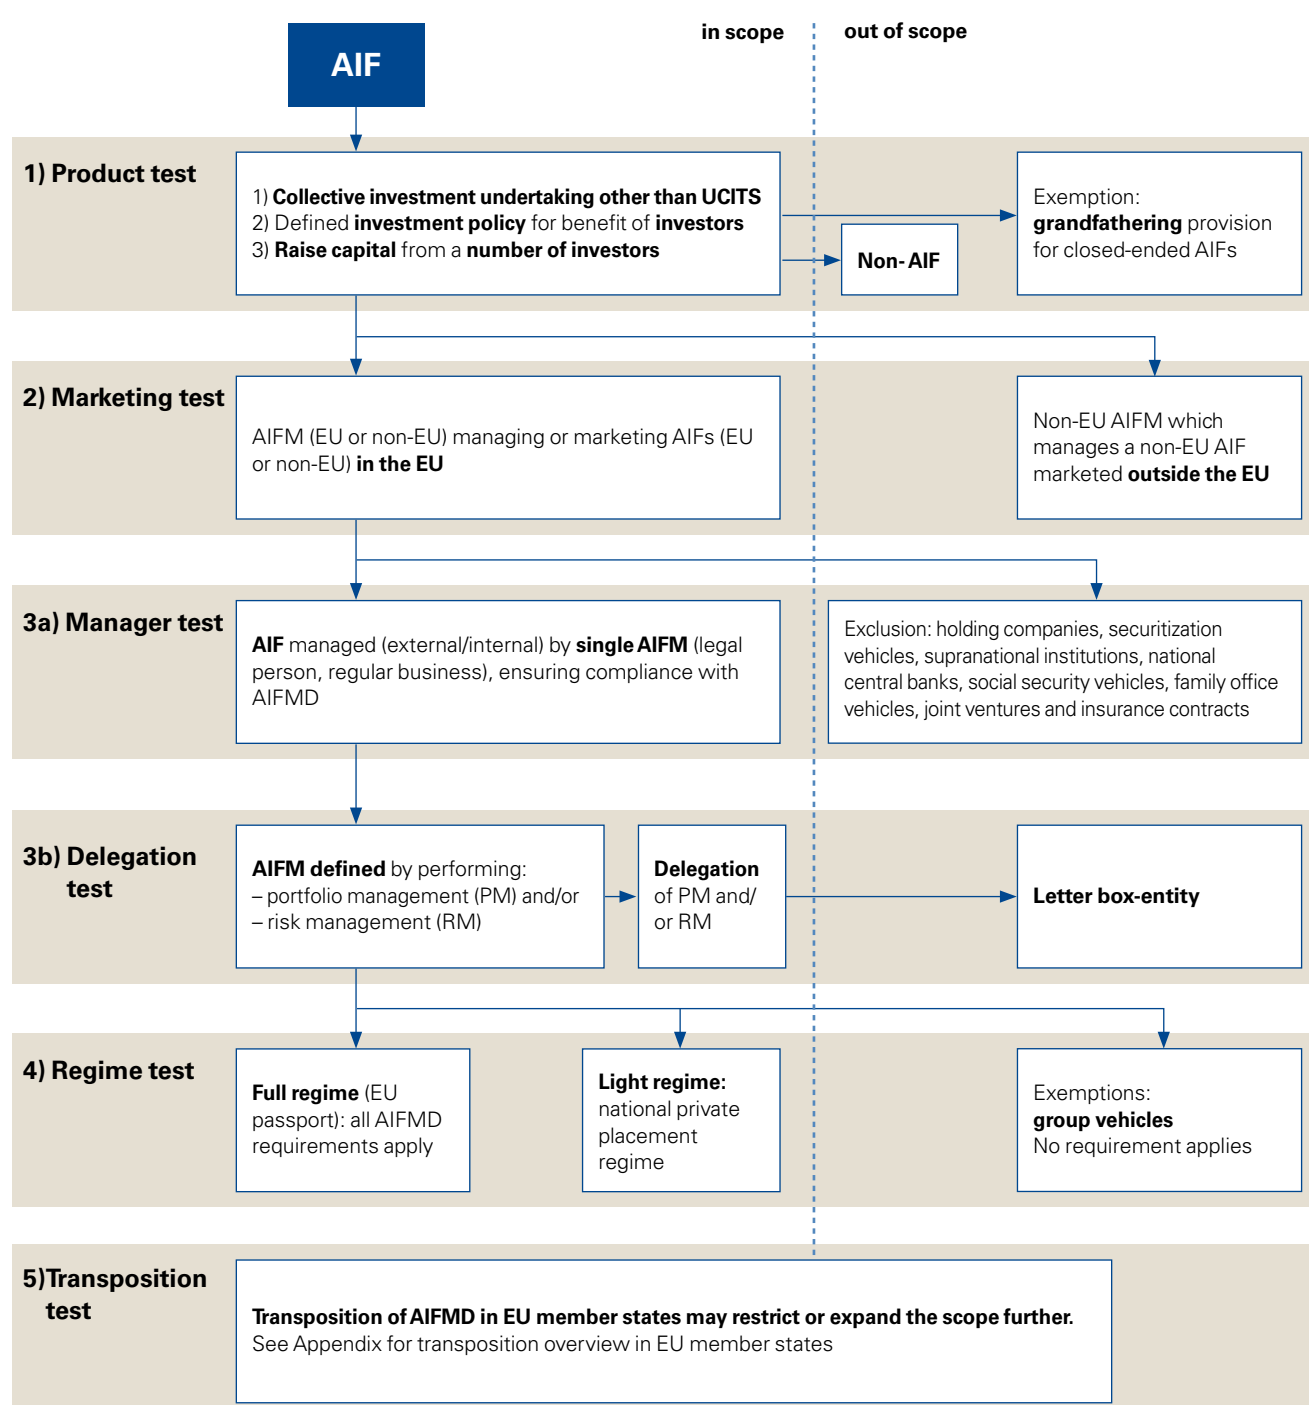 in scope
out of scope
AIF
1) Product test
1) Collective investment undertaking other than UCITS
2) Defined investment policy for benefit of investors
3) Raise capital from a number of investors
Non- AIF
Exemption:
grandfathering provision
for closed-ended AIFs
2) Marketing test
AIFM (EU or non-EU) managing or marketing AIFs (EU
or non-EU) in the EU
Non-EU AIFM which
manages a non-EU AIF
marketed outside the EU
3a) Manager test
AIF managed (external/internal) by single AIFM (legal
person, regular business), ensuring compliance with
AIFMD
Exclusion: holding companies, securitization
vehicles, supranational institutions, national
central banks, social security vehicles, family office
vehicles, joint ventures and insurance contracts
3b) Delegation
test
AIFM defined by performing:
– portfolio management (PM) and/or
– risk management (RM)
Delegation
of PM and/
or RM
Letter box-entity
4) Regime test
Full regime (EU
passport): all AIFMD
requirements apply
Light regime:
national private
placement
regime
Exemptions:
group vehicles
No requirement applies
5)Transposition
test
Transposition of AIFMD in EU member states may restrict or expand the scope further.
See Appendix for transposition overview in EU member states